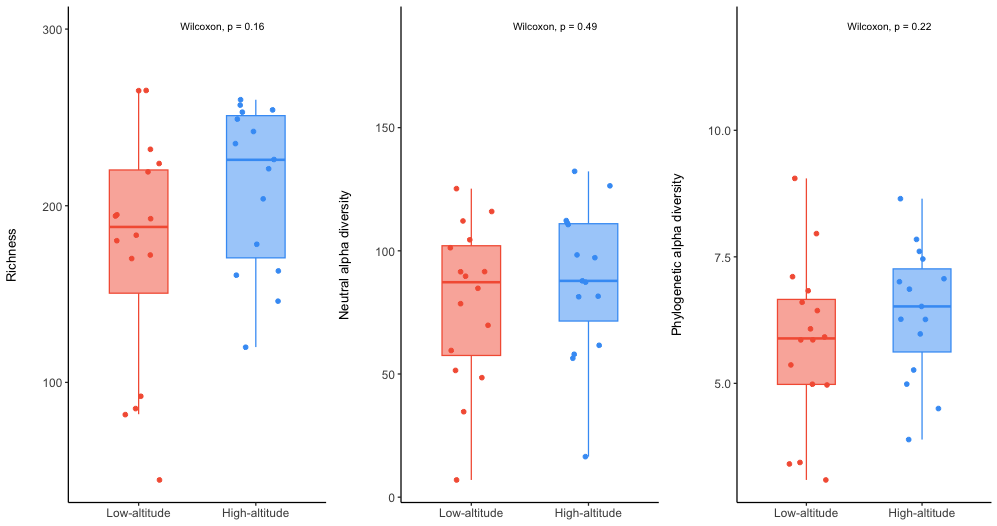 Richness
300
200
100
Wilcoxon, p = 0.16
Low-altitude
High-altitude
Neutral alpha diversity
150
100
50
0
Wilcoxon, p = 0.49
Low-altitude
High-altitude
Phylogenetic alpha diversity
10.0
7.5
5.0
Wilcoxon, p = 0.22
Low-altitude
High-altitude